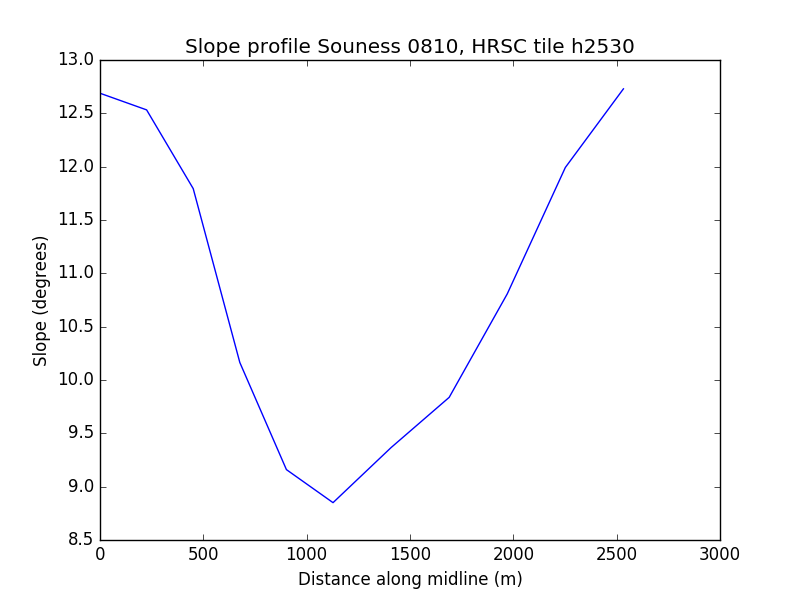 Slope profile Souness 0810, HRSC tile h2530
13.0
12.5
12.0
11.5
11.0
10.5
10.0
9.5
9.0
8.5
Slope (degrees)
0 500 1000 1500 2000 2500 3000
Distance along midline (m)